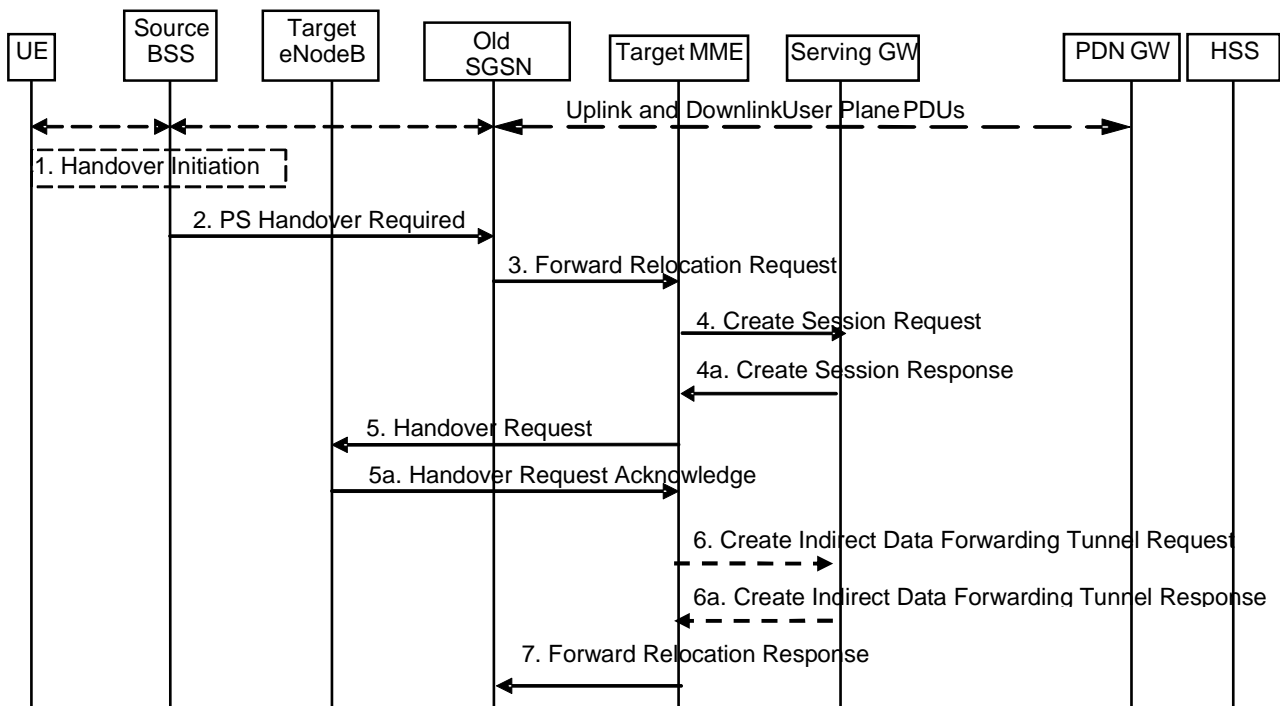 UE
Source
BSS
Target
eNodeB
Old
SGSN
Target MME
Serving GW
PDN GW
HSS
Uplink and DownlinkUser Plane PDUs
1. Handover Initiation
2. PS Handover Required
3. Forward Relocation Request
4. Create Session Request
4a. Create Session Response
5. Handover Request
5a. Handover Request Acknowledge
6. Create Indirect Data Forwarding Tunnel Request
6a. Create Indirect Data Forwarding Tunnel Response
7. Forward Relocation Response